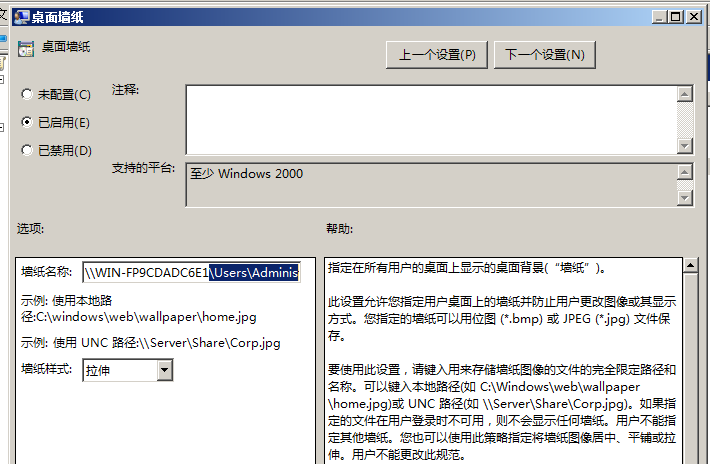 桌面墙纸
桌面墙纸
上一个设置(P)
下一个设置(N)
未配置(C)
已启用(E)
已禁用(D)
注释:
支持的平台:
至少 Windows 2000
选项:
帮助:
墙纸名称:
\\WIN-FP9CDADC6E1\Users\Adminis
示例: 使用本地路
径:C:\windows\web\wallpaper\home.jpg
示例: 使用 UNC 路径:\\Server\Share\Corp.jpg
墙纸样式:
拉伸
指定在所有用户的桌面上显示的桌面背景(“墙纸”)。
此设置允许您指定用户桌面上的墙纸并防止用户更改图像或其显示
方式。您指定的墙纸可以用位图 (*.bmp) 或 JPEG (*.jpg) 文件保
存。
要使用此设置，请键入用来存储墙纸图像的文件的完全限定路径和
名称。可以键入本地路径(如 C:\Windows\web\wallpaper
\home.jpg)或 UNC 路径(如 \\Server\Share\Corp.jpg)。如果指
定的文件在用户登录时不可用，则不会显示任何墙纸。用户不能指
定其他墙纸。您也可以使用此策略指定将墙纸图像居中、平铺或拉
伸。用户不能更改此规范。